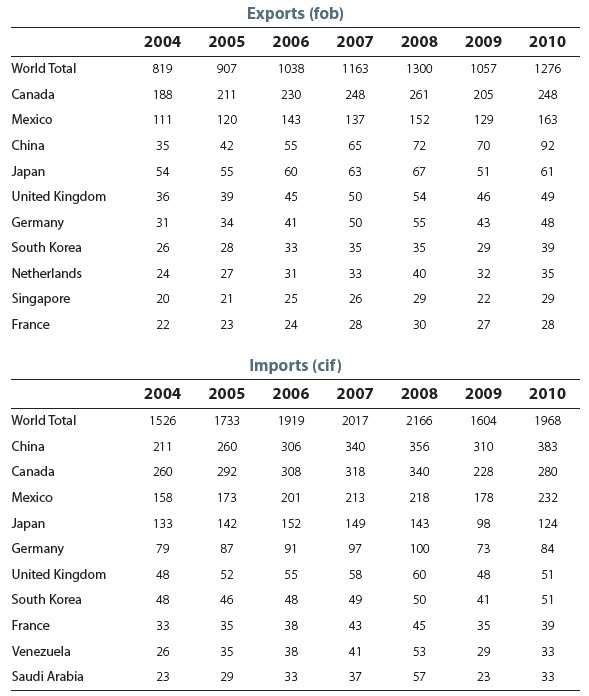 Exports (fob)
2004 2005 2006 2007 2008 2009 2010
World Total 819 907 1038 1163 1300 1057 1276
Canada 188 211 230 248 261 205 248
Mexico 111 120 143 137 152 129 163
China 35 42 55 65 72 70 92
Japan 54 55 60 63 67 51 61
United Kingdom 36 39 45 50 54 46 49
Germany 31 34 41 50 55 43 48
South Korea 26 28 33 35 35 29 39
Netherlands 24 27 31 33 40 32 35
Singapore 20 21 25 26 29 22 29
France 22 23 24 28 30 27 28
Imports (cif)
2004 2005 2006 2007 2008 2009 2010
World Total 1526 1733 1919 2017 2166 1604 1968
China 211 260 306 340 356 310 383
Canada 260 292 308 318 340 228 280
Mexico 158 173 201 213 218 178 232
Japan 133 142 152 149 143 98 124
Germany 79 87 91 97 100 73 84
United Kingdom 48 52 55 58 60 48 51
South Korea 48 46 48 49 50 41 51
France 33 35 38 43 45 35 39
Venezuela 26 35 38 41 53 29 33
Saudi Arabia 23 29 33 37 57 23 33